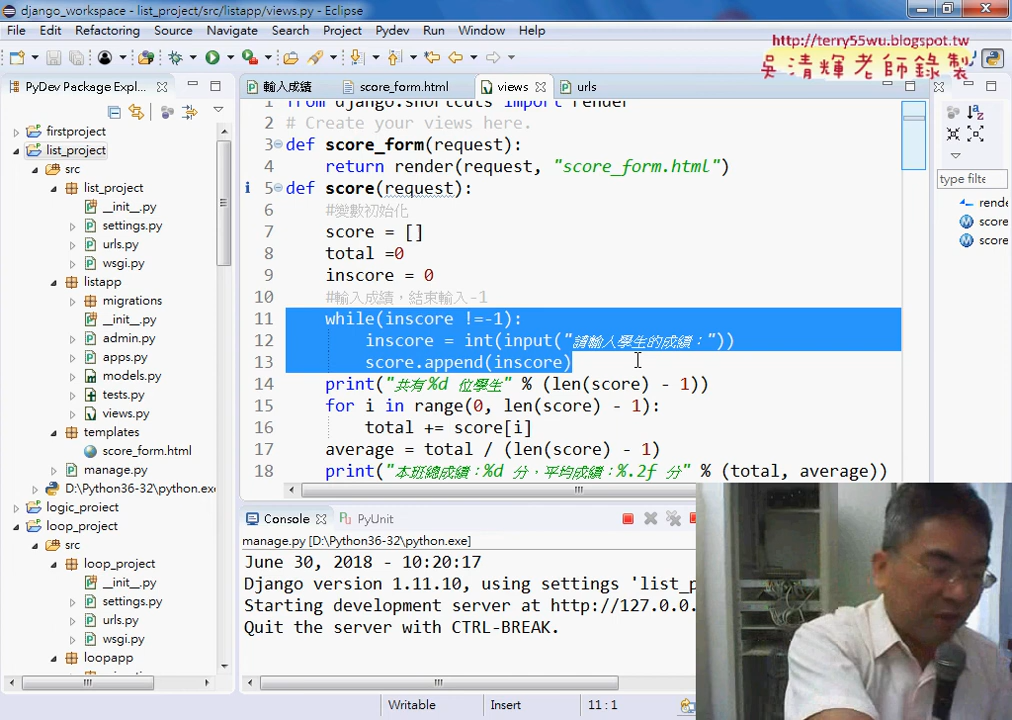 django_workspace - list_project/src/listapp/views.py - Eclipse
File Edit Refactoring Source Navigate Search Project Pydev Run Window Help
http://terry55wu.blogspot.tw
吳清輝老師錄製
PyDev Package Expl...
輸入成績
score_form.html
views
urls
firstproject
list_project
src
list_project
__init__.py
settings.py
urls.py
wsgi.py
listapp
migrations
__init__.py
admin.py
apps.py
models.py
tests.py
views.py
templates
score_form.html
manage.py
D:\Python36-32\python.exe
logic_project
loop_project
src
loop_project
__init__.py
settings.py
urls.py
wsgi.py
loopapp
1 from django.shortcuts import render
2 # Create your views here.
3 def score_form(request):
4 return render(request, "score_form.html")
5 def score(request):
6 #變數初始化
7 score = []
8 total =0
9 inscore = 0
10 #輸入成績，結束輸入-1
11 while(inscore !=-1):
12 inscore = int(input("請輸入學生的成績："))
13 score.append(inscore)
14 print("共有%d 位學生" % (len(score) - 1))
15 for i in range(0, len(score) - 1):
16 total += score[i]
17 average = total / (len(score) - 1)
18 print("本班總成績：%d 分，平均成績：%.2f 分" % (total, average))
type filte
rende
score
score
Console
PyUnit
manage.py [D:\Python36-32\python.exe]
June 30, 2018 - 10:20:17
Django version 1.11.10, using settings 'list_p
Starting development server at http://127.0.0.
Quit the server with CTRL-BREAK.
Writable
Insert
11 : 1